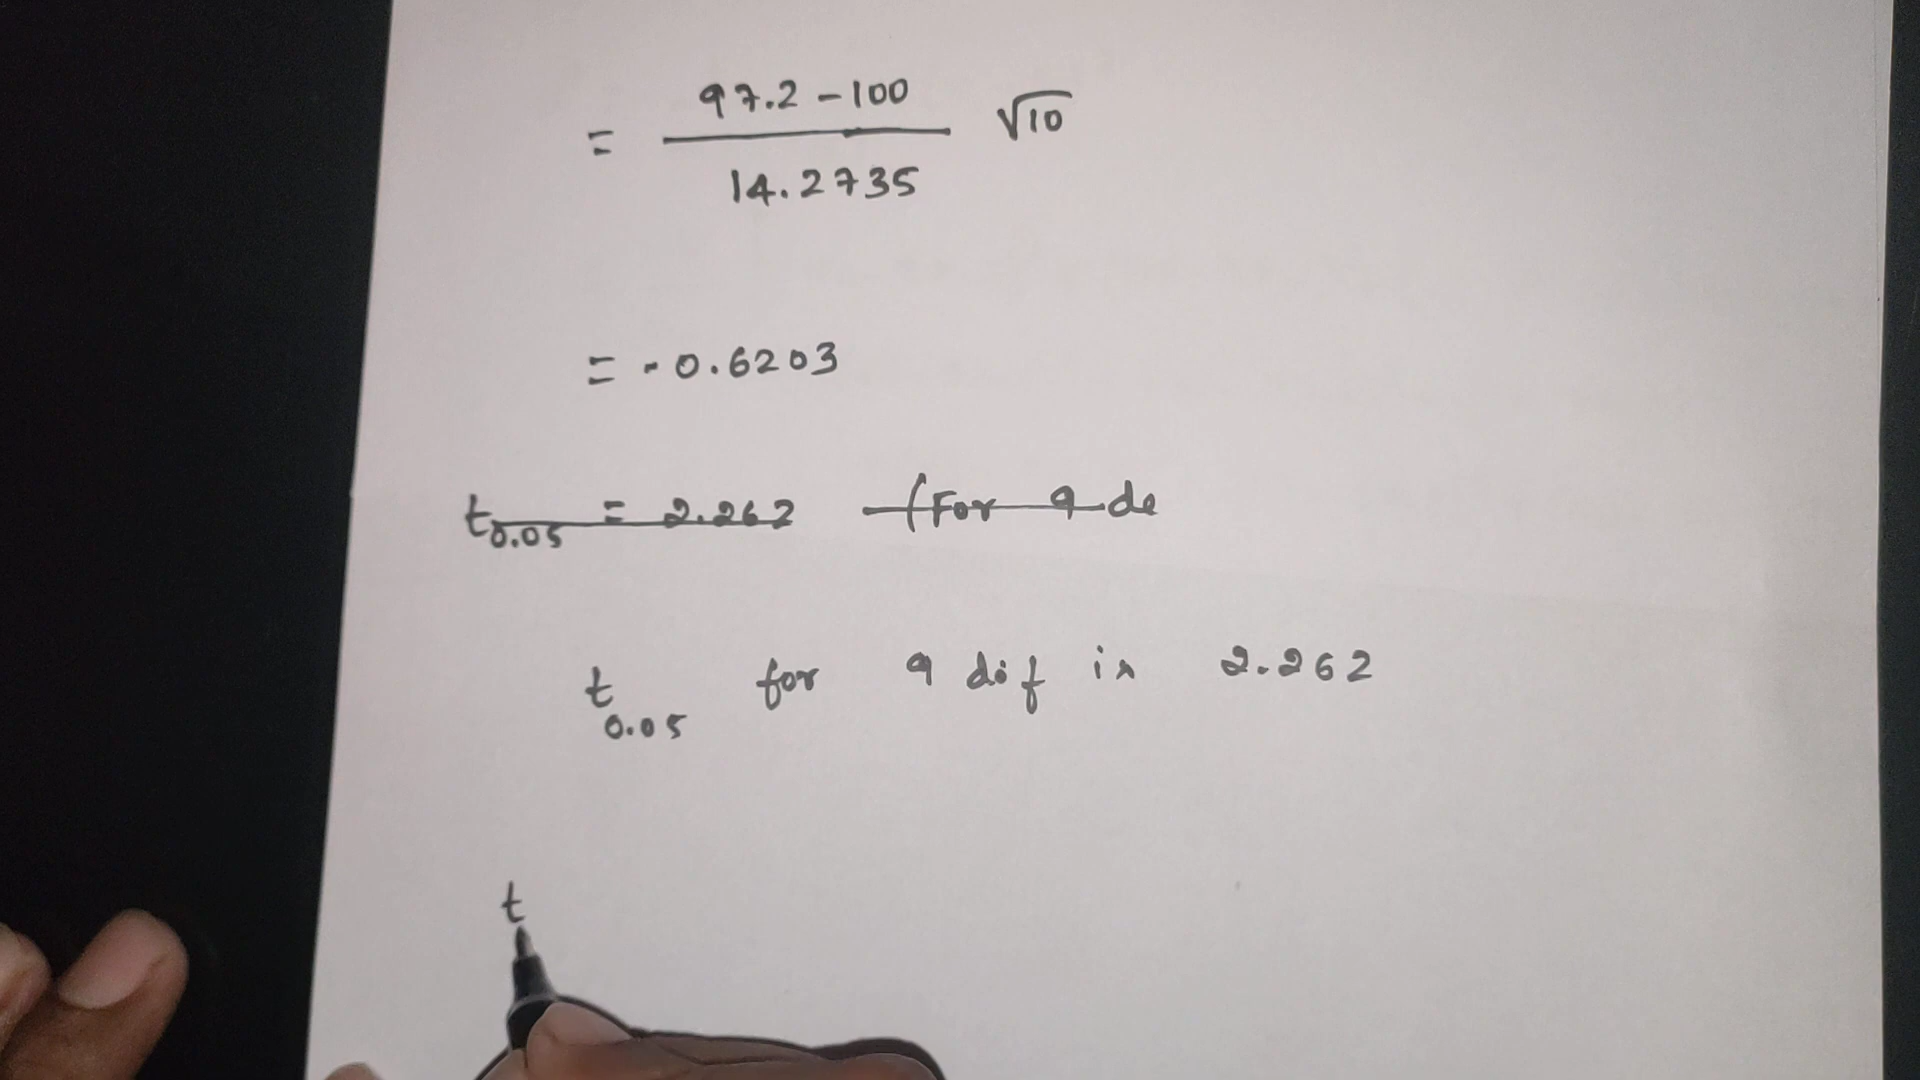 = 97.2 - 100 / 14.2735 √10
= - 0.6203
t0.05 = 2.262 (For 9 de
t0.05 for 9 dof is 2.262
t